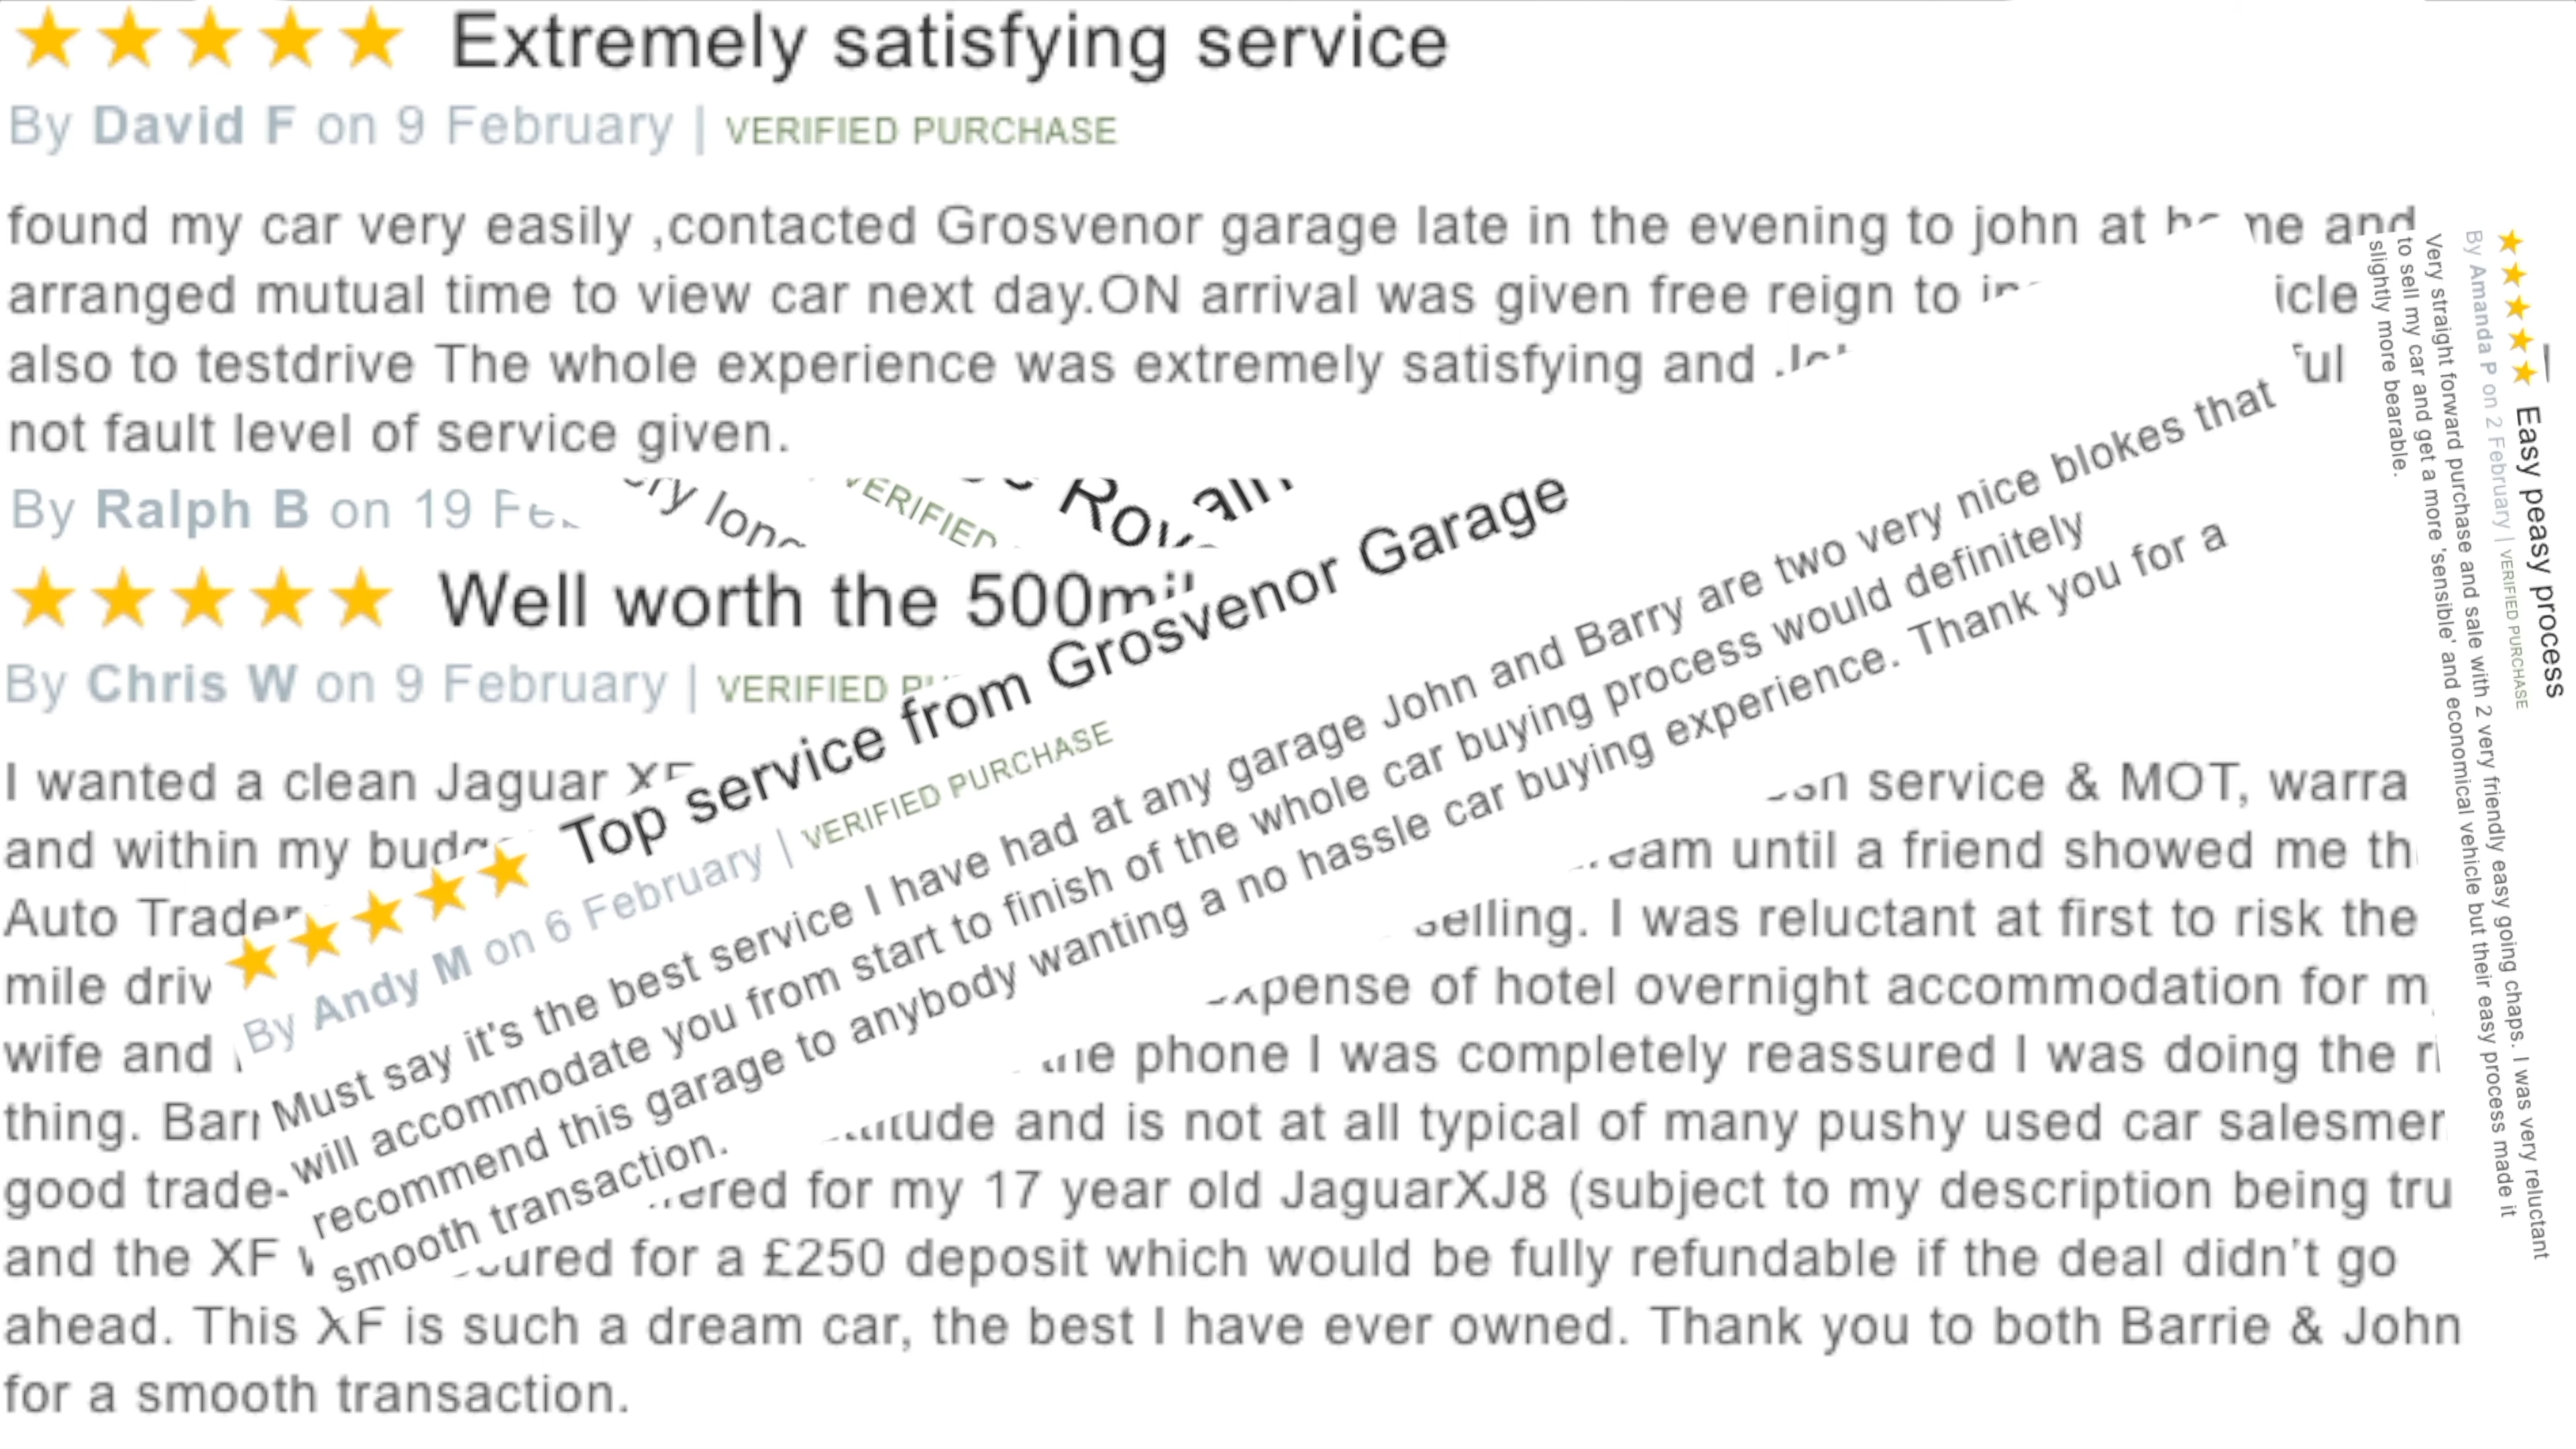 Extremely satisfying service
By David F on 9 February | VERIFIED PURCHASE
found my car very easily ,contacted Grosvenor garage late in the evening to john at and
arranged mutual time to view car next day.ON arrival was given free reign to
also to testdrive The whole experience was extremely satisfying and
not fault level of service given.
By Ralph B on 19
VERIFIED
Well worth the
By Chris W on 9 February | VERIFIED
I wanted a clean Jaguar service & MOT,
and within my until a friend showed me
Auto Trader I was reluctant at first to risk the
mile of hotel overnight accommodation for
wife and phone I was completely reassured I was doing the
thing. and is not at all typical of many pushy used car
good for my 17 year old JaguarXJ8 (subject to my description being
and the XF for a £250 deposit which would be fully refundable if the deal didn't go
ahead. This XF is such a dream car, the best I have ever owned. Thank you to both Barrie & John
for a smooth transaction.
Top service from Grosvenor Garage
By Andy M on 6 February | VERIFIED PURCHASE
Must say it's the best service I have had at any garage John and Barry are two very nice blokes that
will accommodate you from start to finish of the whole car buying process would definitely
recommend this garage to anybody wanting a no hassle car buying experience. Thank you for a
smooth transaction.
Easy peasy process
By Amanda P on 2 February | VERIFIED PURCHASE
Very straight forward purchase and sale with 2 very friendly easy going chaps. I was very reluctant
to sell my car and get a more 'sensible' and economical vehicle but their easy process made it
slightly more bearable.